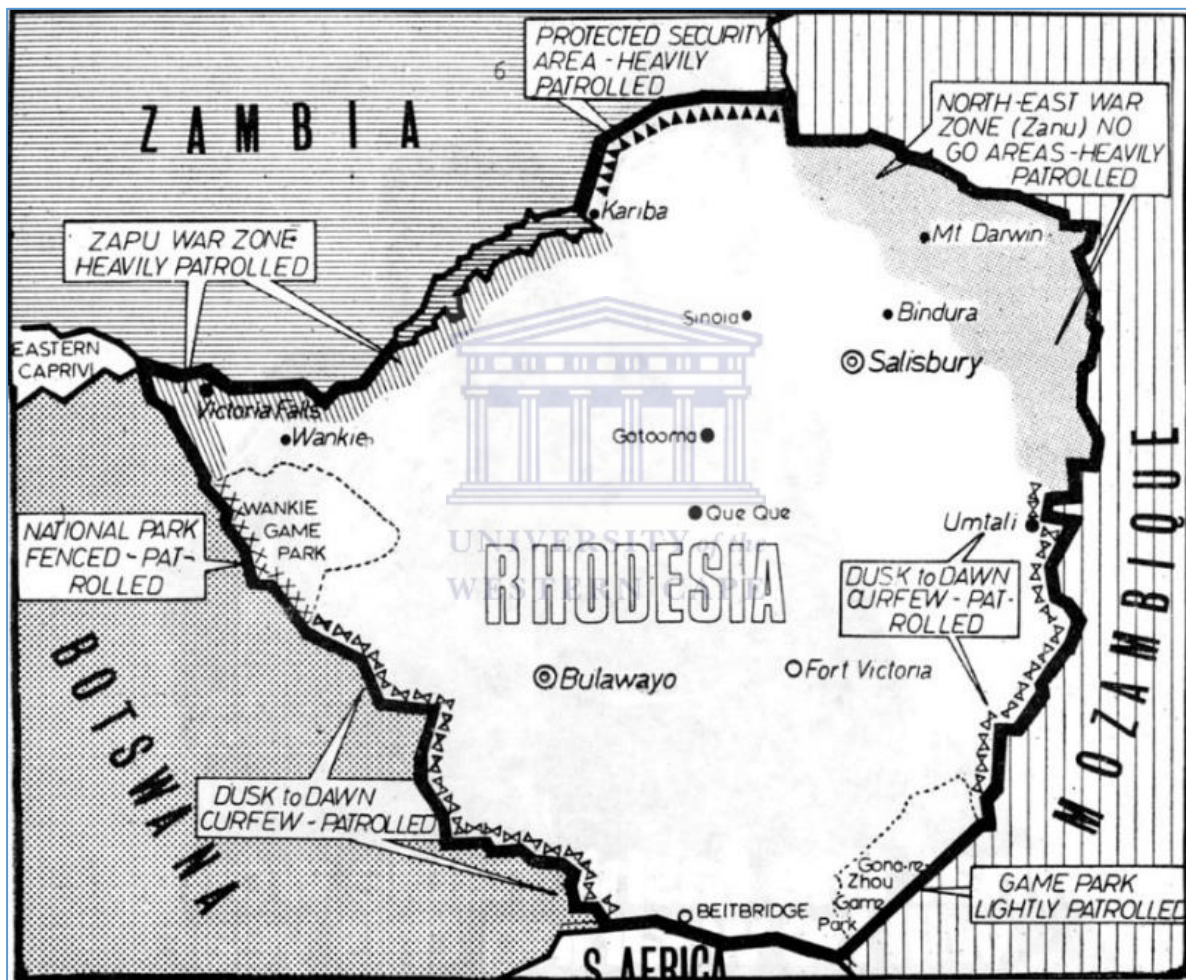 PROTECTED SECURITY
AREA - HEAVILY
PATROLLED
6
ZAMBIA
NORTH-EAST WAR
ZONE (Zanu) NO
GO AREAS - HEAVILY
PATROLLED
Kariba
Mt Darwin
ZAPU WAR ZONE
HEAVILY PATROLLED
Sinoia
Bindura
EASTERN
CAPRIVI
Salisbury
Victoria Falls
Wankie
Gatooma
WANKIE
GAME
PARK
NATIONAL PARK
FENCED - PAT-
ROLLED
Que Que
Umtali
UNIVERSITY of the
WESTERN CAPE
RHODESIA
DUSK to DAWN
CURFEW - PAT-
ROLLED
MOZAMBIQUE
BOTSWANA
Bulawayo
Fort Victoria
DUSK to DAWN
CURFEW - PATROLLED
Gona-re-
Zhou
Game
Park
GAME PARK
LIGHTLY PATROLLED
BEITBRIDGE
S. AFRICA